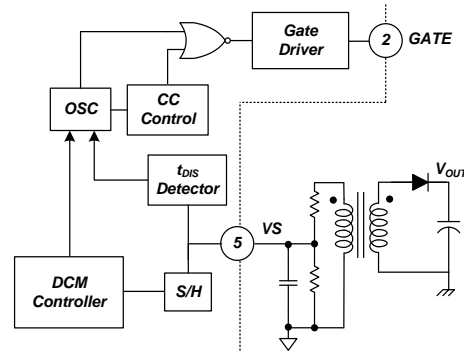 Gate
Driver
2
GATE
OSC
CC
Control
tDIS
Detector
VOUT
5
VS
DCM
Controller
S/H